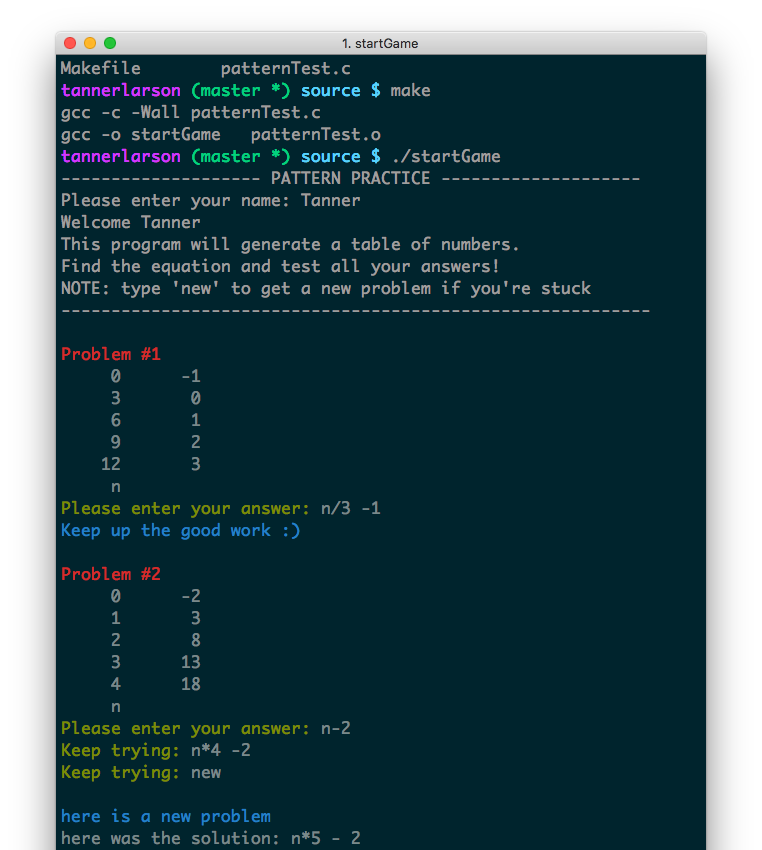 1. startGame
Makefile        patternTest.c
tannerlarson (master *) source $ make
gcc -c -Wall patternTest.c
gcc -o startGame   patternTest.o
tannerlarson (master *) source $ ./startGame
-------------------- PATTERN PRACTICE --------------------
Please enter your name: Tanner
Welcome Tanner
This program will generate a table of numbers.
Find the equation and test all your answers!
NOTE: type 'new' to get a new problem if you're stuck
-----------------------------------------------------------
Problem #1
     0      -1
     3       0
     6       1
     9       2
    12       3
     n
Please enter your answer: n/3 -1
Keep up the good work :)
Problem #2
     0      -2
     1       3
     2       8
     3      13
     4      18
     n
Please enter your answer: n-2
Keep trying: n*4 -2
Keep trying: new
here is a new problem
here was the solution: n*5 - 2